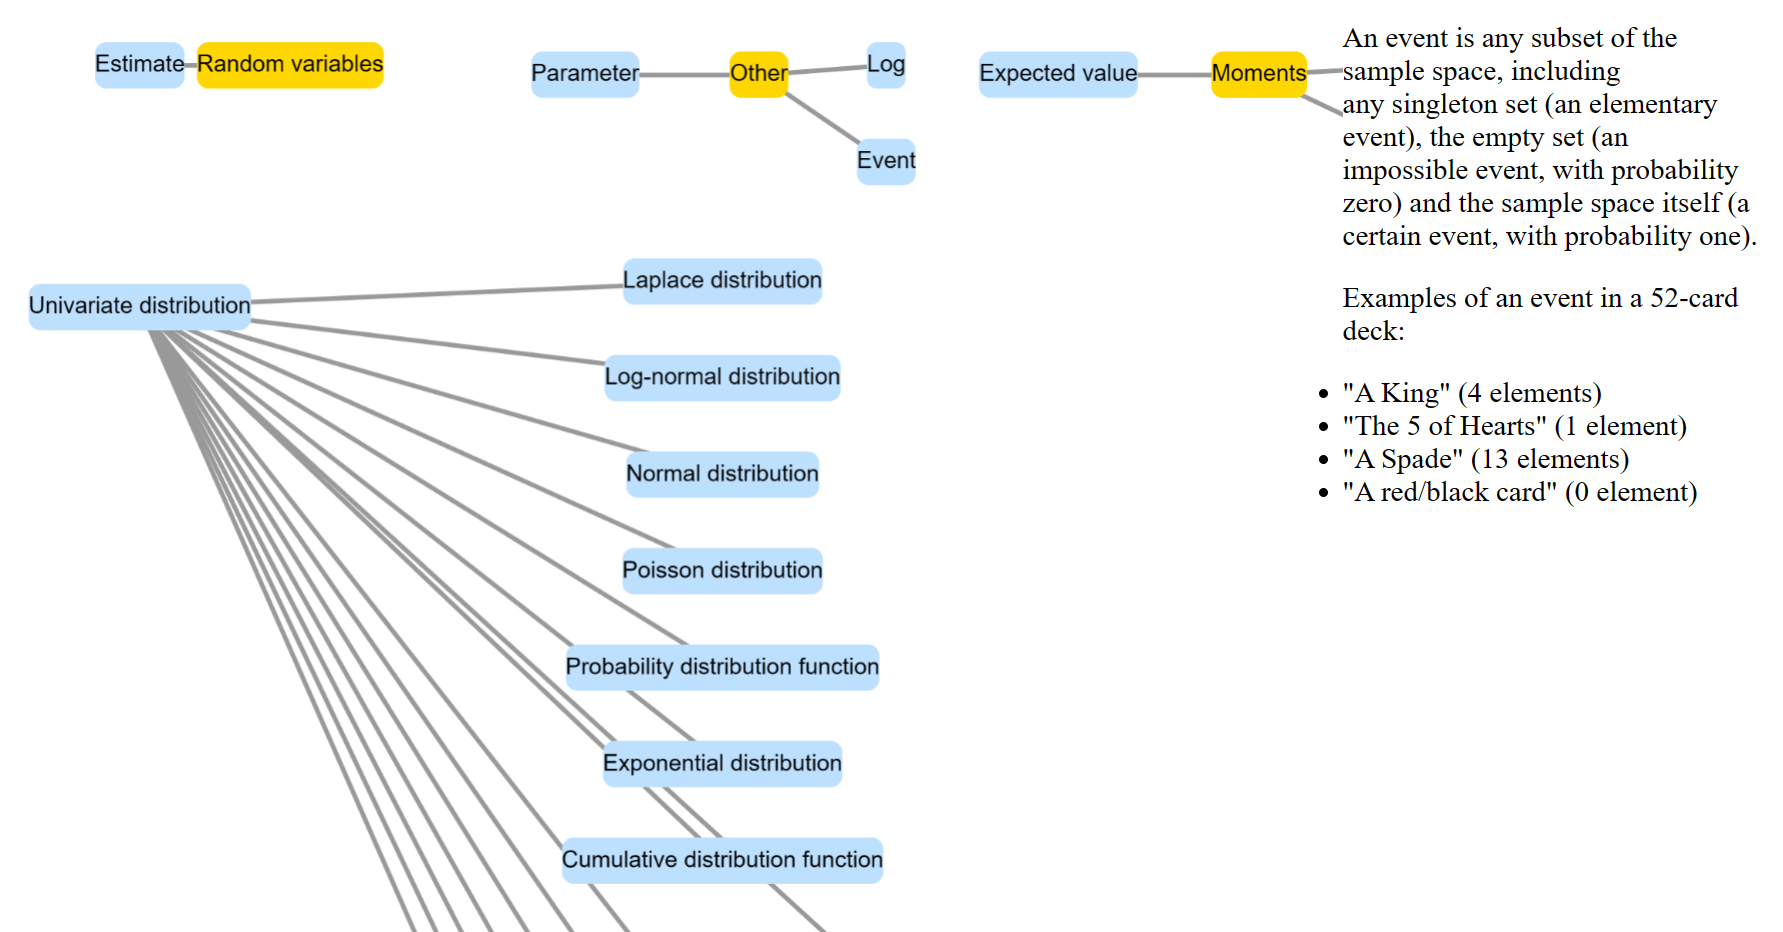 Estimate
Random variables
Parameter
Other
Log
Event
Expected value
Moments
An event is any subset of the
sample space, including
any singleton set (an elementary
event), the empty set (an
impossible event, with probability
zero) and the sample space itself (a
certain event, with probability one).
Examples of an event in a 52-card
deck:
"A King" (4 elements)
"The 5 of Hearts" (1 element)
"A Spade" (13 elements)
"A red/black card" (0 element)
Univariate distribution
Laplace distribution
Log-normal distribution
Normal distribution
Poisson distribution
Probability distribution function
Exponential distribution
Cumulative distribution function